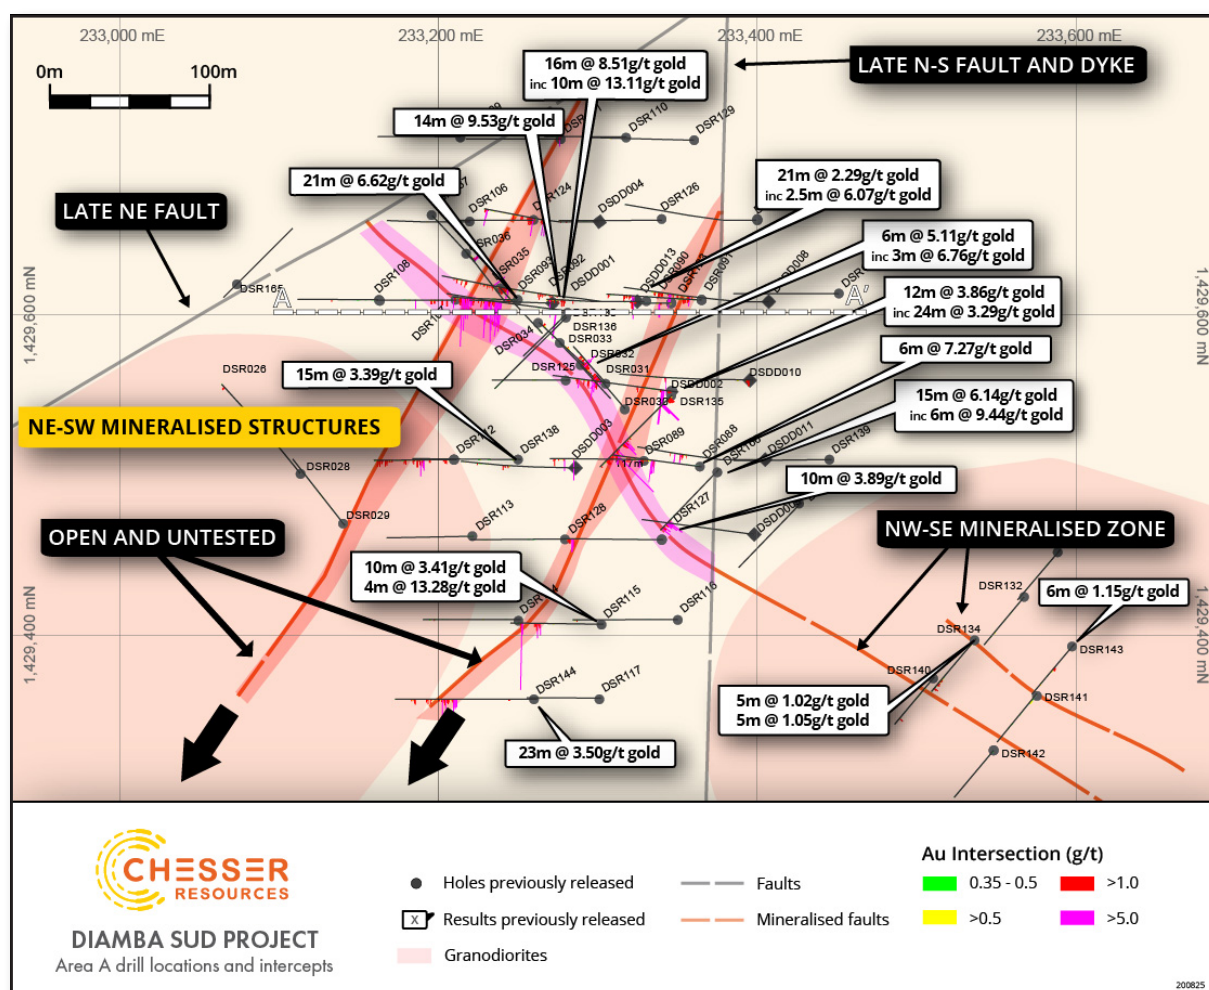 233,000 mE
233,200 mE
233,400 mE
233,600 mE
0m
100m
16m @ 8.51g/t gold
inc 10m @ 13.11g/t gold
LATE N-S FAULT AND DYKE
14m @ 9.53g/t gold
DSR110
DSR129
21m @ 6.62g/t gold
21m @ 2.29g/t gold
inc 2.5m @ 6.07g/t gold
LATE NE FAULT
DSR106
DSR124
DSDD004
DSR126
6m @ 5.11g/t gold
inc 3m @ 6.76g/t gold
DSR108
DSR093
DSR092
DSDD001
DSDD013
DSR090
DSR091
DSR165
A
A'
12m @ 3.86g/t gold
inc 24m @ 3.29g/t gold
1,429,600 mN
1,429,600 mN
DSR034
DSR136
DSR033
DSR032
6m @ 7.27g/t gold
DSR026
15m @ 3.39g/t gold
DSR125
DSR031
DSDD002
DSDD010
DSR135
15m @ 6.14g/t gold
inc 6m @ 9.44g/t gold
NE-SW MINERALISED STRUCTURES
DSR138
DSDD003
DSR089
DSR088
DSDD011
DSR139
DSR028
117m
10m @ 3.89g/t gold
DSR029
DSR113
DSR128
DSR127
OPEN AND UNTESTED
NW-SE MINERALISED ZONE
10m @ 3.41g/t gold
4m @ 13.28g/t gold
DSR115
DSR116
DSR132
6m @ 1.15g/t gold
1,429,400 mN
1,429,400 mN
DSR134
DSR143
DSR140
DSR144
DSR117
5m @ 1.02g/t gold
5m @ 1.05g/t gold
DSR141
23m @ 3.50g/t gold
DSR142
CHESSER
RESOURCES
DIAMBA SUD PROJECT
Area A drill locations and intercepts
Holes previously released
X
Results previously released
Granodiorites
Faults
Mineralised faults
Au Intersection (g/t)
0.35 - 0.5
>1.0
>0.5
>5.0
200825